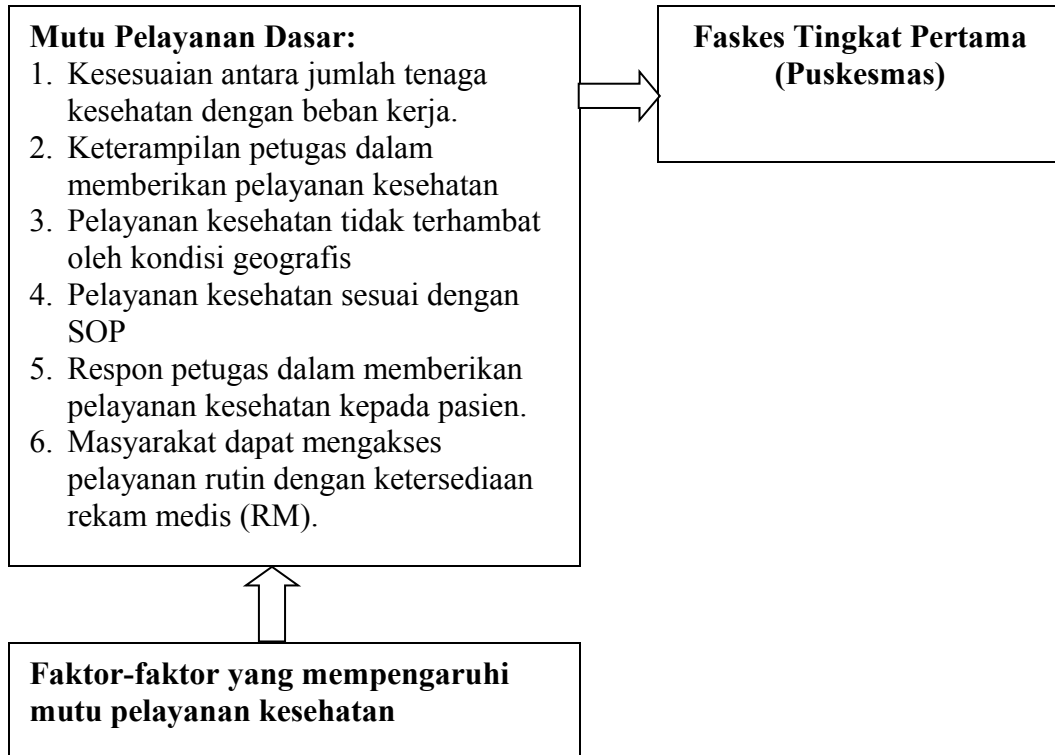 Mutu Pelayanan Dasar:
1. Kesesuaian antara jumlah tenaga
kesehatan dengan beban kerja.
2. Keterampilan petugas dalam
memberikan pelayanan kesehatan
3. Pelayanan kesehatan tidak terhambat
oleh kondisi geografis
4. Pelayanan kesehatan sesuai dengan
SOP
5. Respon petugas dalam memberikan
pelayanan kesehatan kepada pasien.
6. Masyarakat dapat mengakses
pelayanan rutin dengan ketersediaan
rekam medis (RM).
Faskes Tingkat Pertama
(Puskesmas)
Faktor-faktor yang mempengaruhi
mutu pelayanan kesehatan